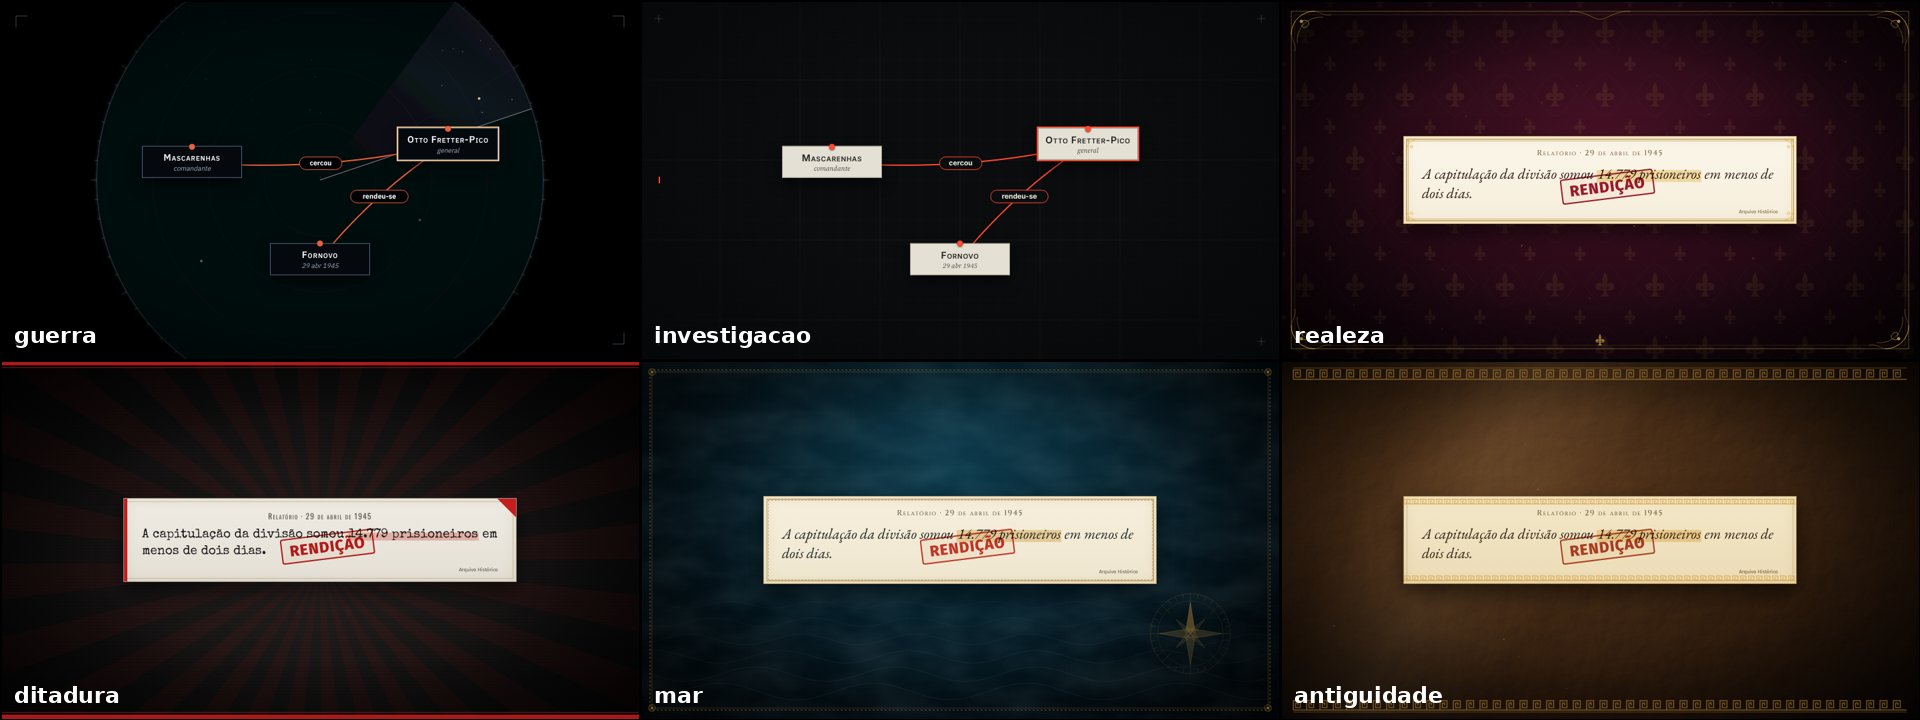 Mascarenhas
comandante
cercou
Otto Fretter-Pico
general
rendeu-se
Fornovo
29 abr 1945
guerra
Mascarenhas
comandante
cercou
Otto Fretter-Pico
general
rendeu-se
Fornovo
29 abr 1945
investigacao
Relatório · 29 de abril de 1945
A capitulação da divisão somou 14.779 prisioneiros em menos de
dois dias.
RENDIÇÃO
Arquivo Histórico
realeza
Relatório · 29 de abril de 1945
A capitulação da divisão somou 14.779 prisioneiros em
menos de dois dias.
RENDIÇÃO
Arquivo Histórico
ditadura
Relatório · 29 de abril de 1945
A capitulação da divisão somou 14.779 prisioneiros em menos de
dois dias.
RENDIÇÃO
Arquivo Histórico
mar
Relatório · 29 de abril de 1945
A capitulação da divisão somou 14.779 prisioneiros em menos de
dois dias.
RENDIÇÃO
Arquivo Histórico
antiguidade